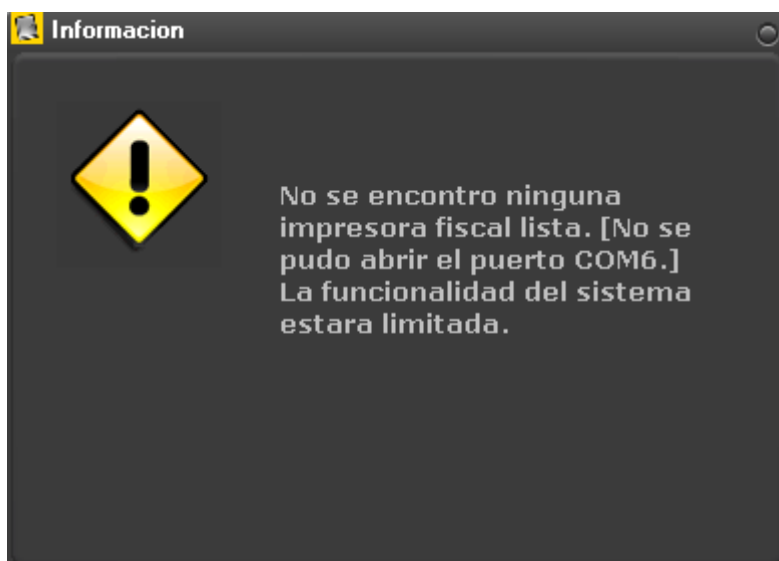 Informacion
No se encontro ninguna
impresora fiscal lista. [No se
pudo abrir el puerto COM6.]
La funcionalidad del sistema
estara limitada.